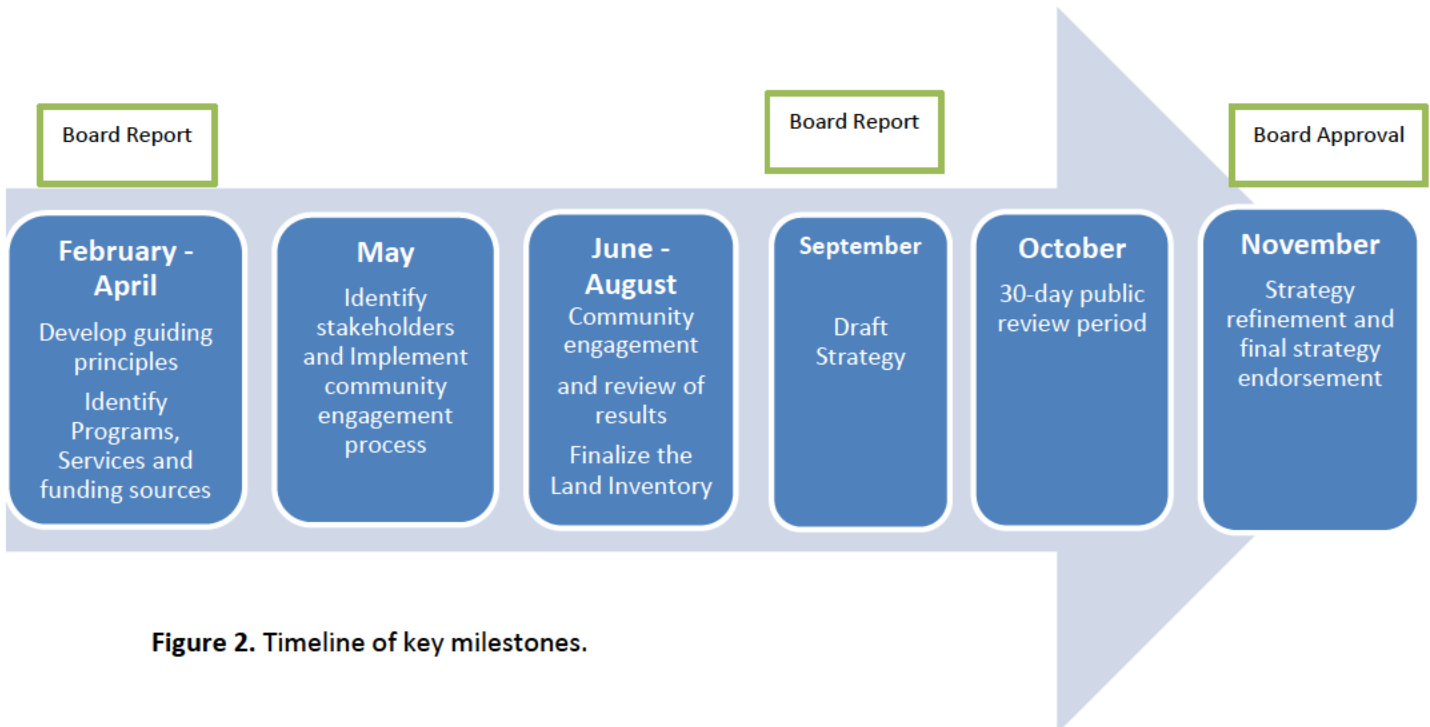 Board Report
Board Report
Board Approval
February -
April
Develop guiding
principles
Identify
Programs,
Services and
funding sources
May
Identify
stakeholders
and Implement
community
engagement
process
June -
August
Community
engagement
and review of
results
Finalize the
Land Inventory
September
Draft
Strategy
October
30-day public
review period
November
Strategy
refinement and
final strategy
endorsement
Figure 2. Timeline of key milestones.